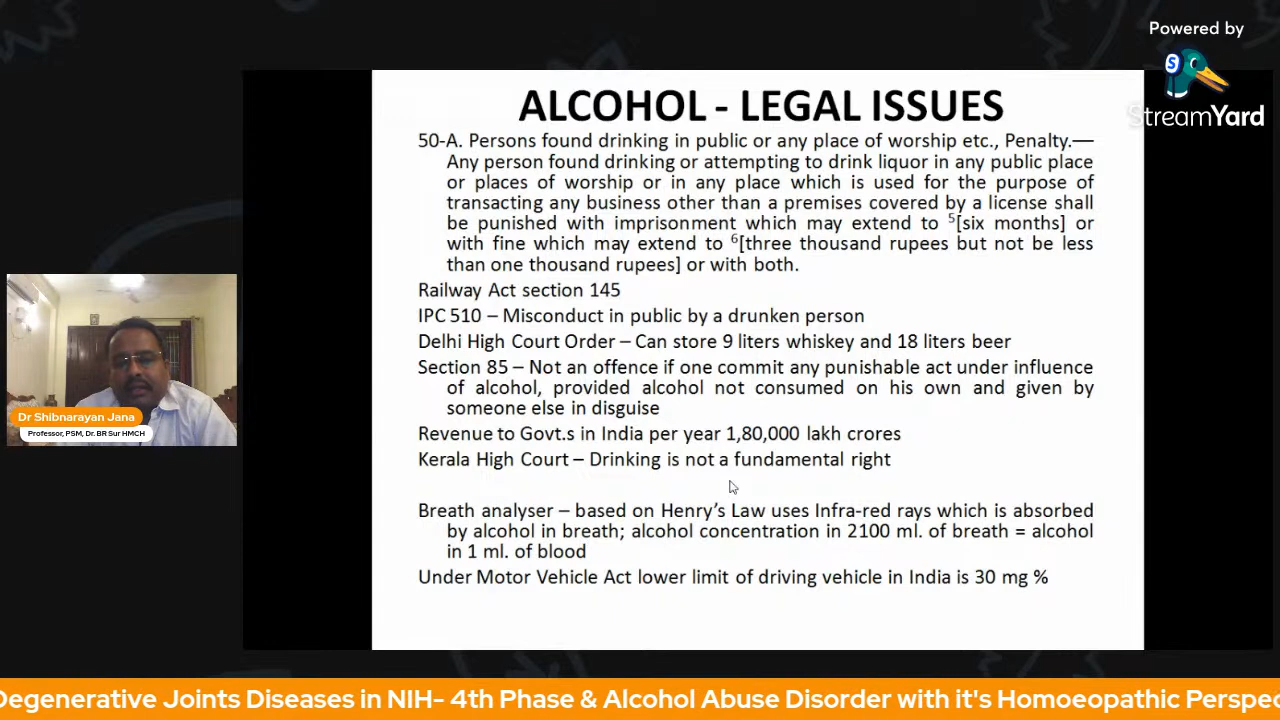 Powered by
StreamYard
ALCOHOL - LEGAL ISSUES
50-A. Persons found drinking in public or any place of worship etc., Penalty.—
Any person found drinking or attempting to drink liquor in any public place
or places of worship or in any place which is used for the purpose of
transacting any business other than a premises covered by a license shall
be punished with imprisonment which may extend to ⁵[six months] or
with fine which may extend to ⁶[three thousand rupees but not be less
than one thousand rupees] or with both.
Railway Act section 145
IPC 510 – Misconduct in public by a drunken person
Delhi High Court Order – Can store 9 liters whiskey and 18 liters beer
Section 85 – Not an offence if one commit any punishable act under influence
of alcohol, provided alcohol not consumed on his own and given by
someone else in disguise
Revenue to Govt.s in India per year 1,80,000 lakh crores
Kerala High Court – Drinking is not a fundamental right
Breath analyser – based on Henry's Law uses Infra-red rays which is absorbed
by alcohol in breath; alcohol concentration in 2100 ml. of breath = alcohol
in 1 ml. of blood
Under Motor Vehicle Act lower limit of driving vehicle in India is 30 mg %
Dr Shibnarayan Jana
Professor, PSM, Dr. BR Sur HMCH
Degenerative Joints Diseases in NIH- 4th Phase & Alcohol Abuse Disorder with it's Homoeopathic Perspec